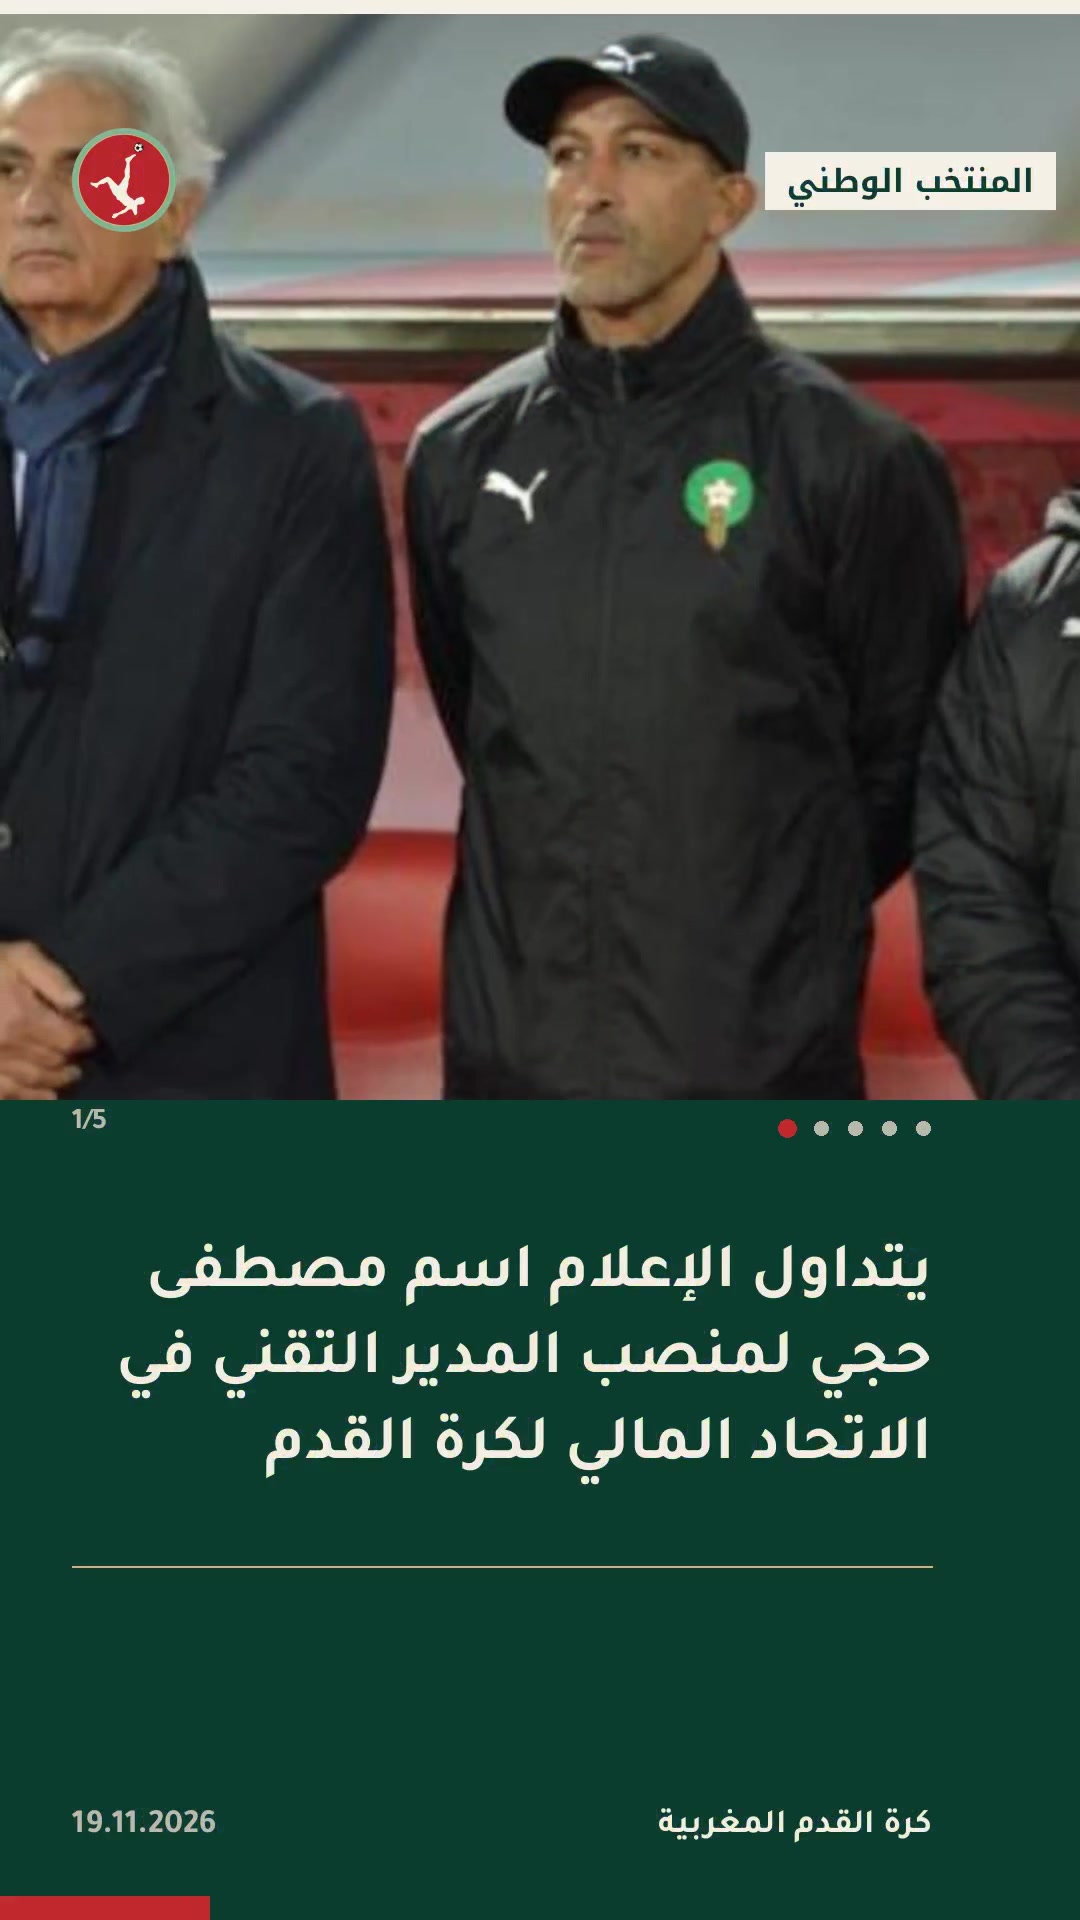 المنتخب الوطني
1/5
يتداول الإعلام اسم مصطفى
حجي لمنصب المدير التقني في
الاتحاد المالي لكرة القدم
19.11.2026
كرة القدم المغربية